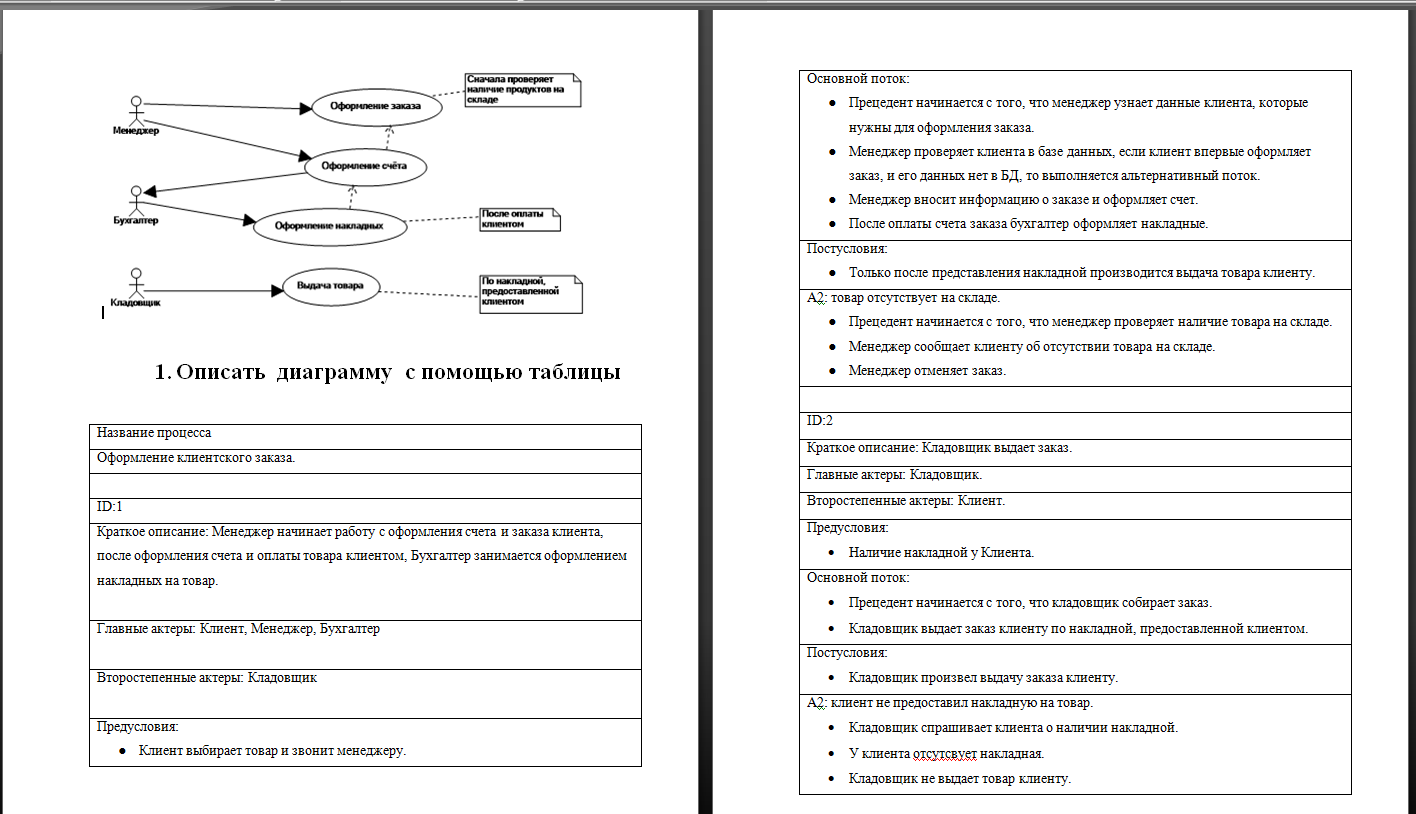 Сначала проверяет
наличие продуктов на
складе
Оформление заказа
Менеджер
Оформление счёта
Бухгалтер
Оформление накладных
После оплаты
клиентом
Выдача товара
По накладной,
предоставленной
клиентом
Кладовщик
1. Описать диаграмму с помощью таблицы
Название процесса
Оформление клиентского заказа.
ID:1
Краткое описание: Менеджер начинает работу с оформления счета и заказа клиента,
после оформления счета и оплаты товара клиентом, Бухгалтер занимается оформлением
накладных на товар.
Главные актеры: Клиент, Менеджер, Бухгалтер
Второстепенные актеры: Кладовщик
Предусловия:
● Клиент выбирает товар и звонит менеджеру.
Основной поток:
● Прецедент начинается с того, что менеджер узнает данные клиента, которые
нужны для оформления заказа.
● Менеджер проверяет клиента в базе данных, если клиент впервые оформляет
заказ, и его данных нет в БД, то выполняется альтернативный поток.
● Менеджер вносит информацию о заказе и оформляет счет.
● После оплаты счета заказа бухгалтер оформляет накладные.
Постусловия:
● Только после представления накладной производится выдача товара клиенту.
А2: товар отсутствует на складе.
● Прецедент начинается с того, что менеджер проверяет наличие товара на складе.
● Менеджер сообщает клиенту об отсутствии товара на складе.
● Менеджер отменяет заказ.
ID:2
Краткое описание: Кладовщик выдает заказ.
Главные актеры: Кладовщик.
Второстепенные актеры: Клиент.
Предусловия:
• Наличие накладной у Клиента.
Основной поток:
• Прецедент начинается с того, что кладовщик собирает заказ.
• Кладовщик выдает заказ клиенту по накладной, предоставленной клиентом.
Постусловия:
• Кладовщик произвел выдачу заказа клиенту.
А2: клиент не предоставил накладную на товар.
• Кладовщик спрашивает клиента о наличии накладной.
• У клиента отсутсвует накладная.
• Кладовщик не выдает товар клиенту.